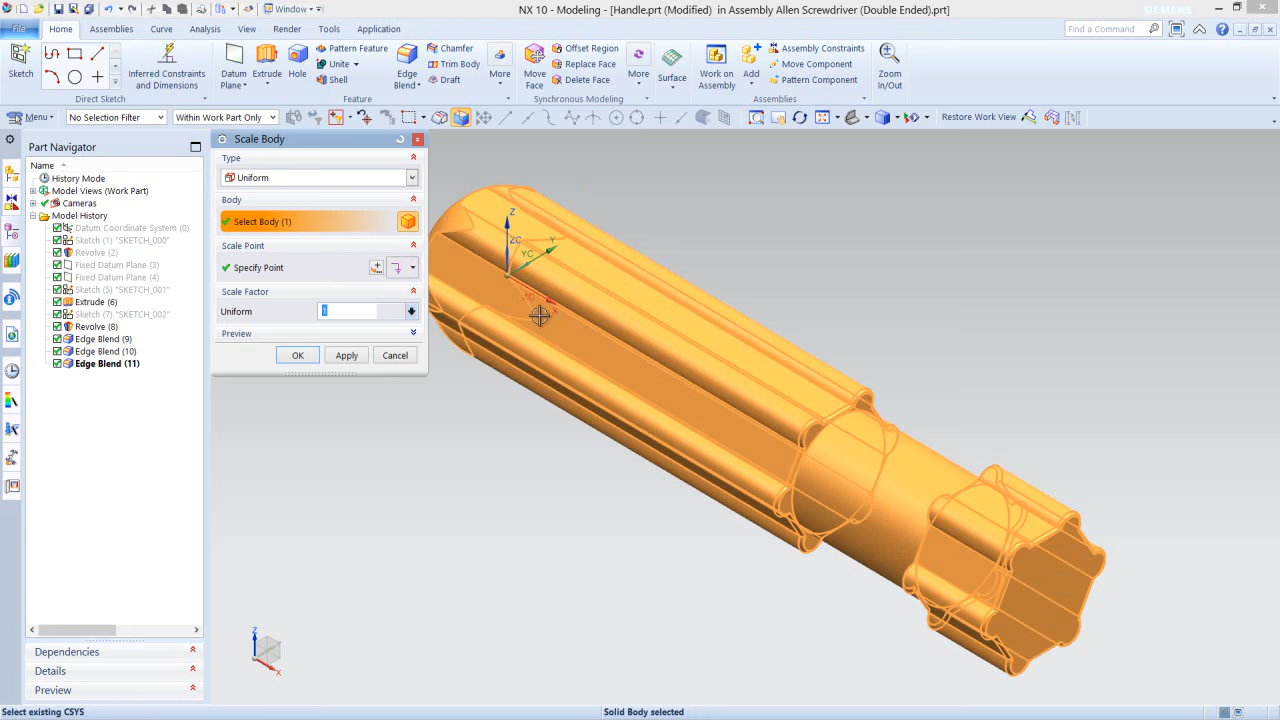 NX 10 - Modeling - [Handle.prt (Modified)  in Assembly Allen Screwdriver (Double Ended).prt]
SIEMENS
Window
File
Home
Assemblies
Curve
Analysis
View
Render
Tools
Application
Find a Command
Sketch
Inferred Constraints
and Dimensions
Direct Sketch
Datum
Plane
Extrude
Hole
Pattern Feature
Unite
Shell
Edge
Blend
Chamfer
Trim Body
Draft
More
Feature
Move
Face
Offset Region
Replace Face
Delete Face
More
Surface
Synchronous Modeling
Work on
Assembly
Add
Assembly Constraints
Move Component
Pattern Component
Assemblies
Zoom
In/Out
Menu
No Selection Filter
Within Work Part Only
Restore Work View
Part Navigator
Name
History Mode
Model Views (Work Part)
Cameras
Model History
Datum Coordinate System (0)
Sketch (1) "SKETCH_000"
Revolve (2)
Fixed Datum Plane (3)
Fixed Datum Plane (4)
Sketch (5) "SKETCH_001"
Extrude (6)
Sketch (7) "SKETCH_002"
Revolve (8)
Edge Blend (9)
Edge Blend (10)
Edge Blend (11)
Dependencies
Details
Preview
Scale Body
Type
Uniform
Body
Select Body (1)
Scale Point
Specify Point
Scale Factor
Uniform
1
Preview
OK
Apply
Cancel
Z
ZC
Y
YC
XC
X
Z
X
Select existing CSYS
Solid Body selected